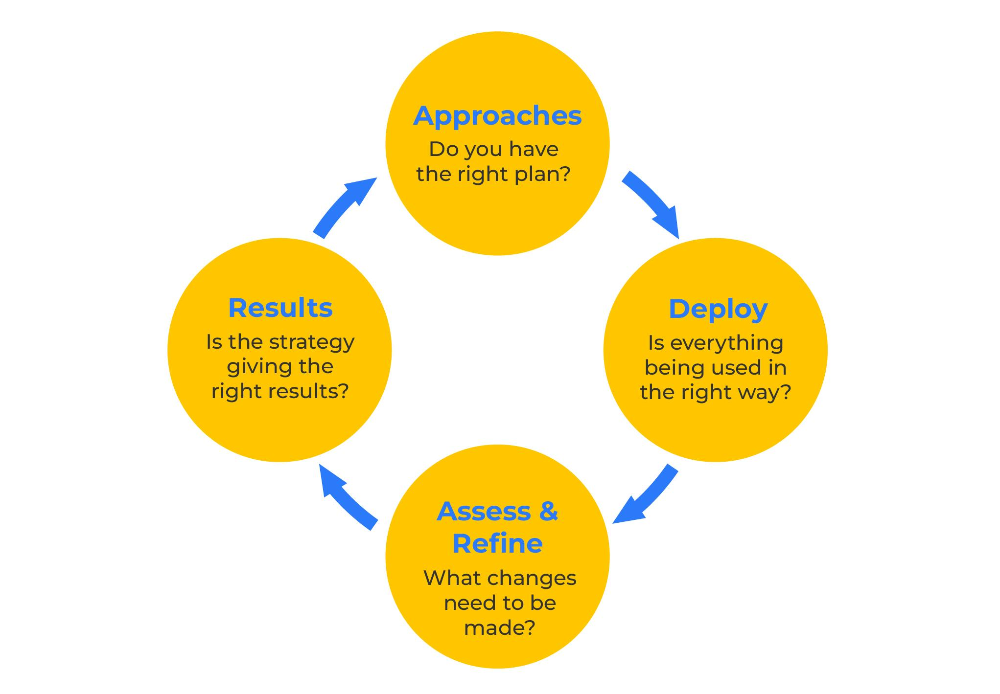 Approaches
Do you have
the right plan?
Deploy
Is everything
being used in
the right way?
Assess &
Refine
What changes
need to be
made?
Results
Is the strategy
giving the
right results?